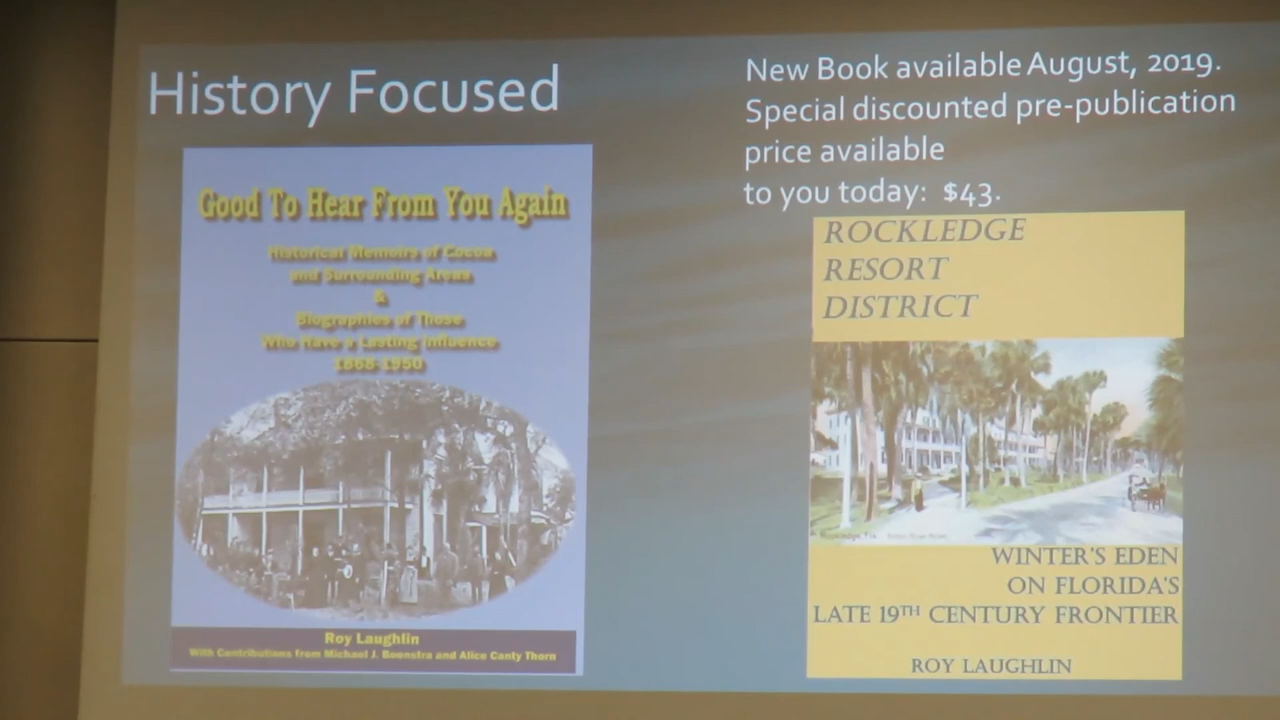 History Focused
Good To Hear From You Again
Historical Memoirs of Cocoa
and Surrounding Areas
&
Biographies of Those
Who Have a Lasting Influence
1868-1950
Roy Laughlin
With Contributions from Michael J. Boonstra and Alice Canty Thorn
New Book available August, 2019.
Special discounted pre-publication
price available
to you today: $43.
ROCKLEDGE
RESORT
DISTRICT
Rockledge, Fla.
WINTER'S EDEN
ON FLORIDA'S
LATE 19TH CENTURY FRONTIER
ROY LAUGHLIN